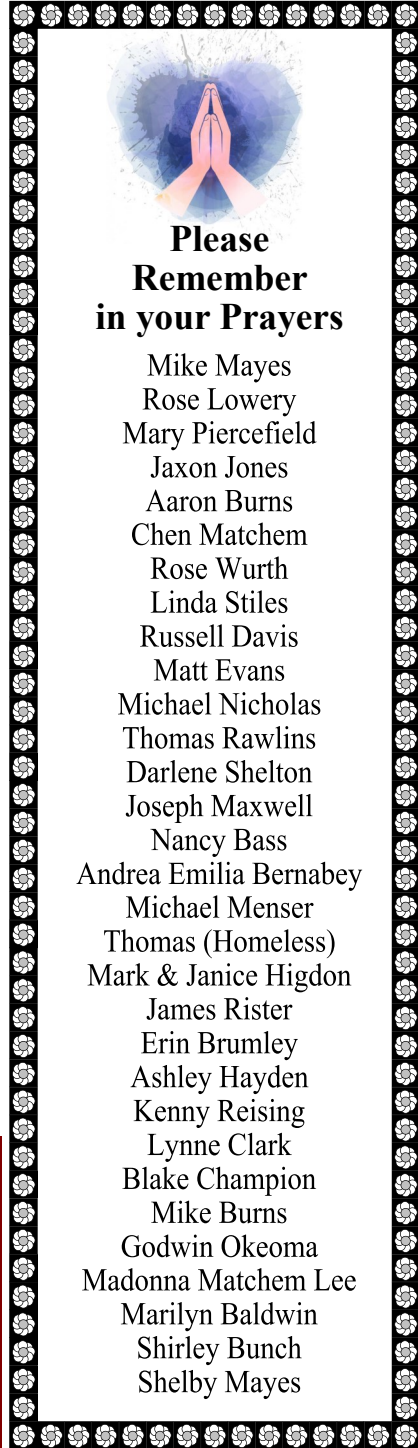 Please
Remember
in your Prayers
Mike Mayes
Rose Lowery
Mary Piercefield
Jaxon Jones
Aaron Burns
Chen Matchem
Rose Wurth
Linda Stiles
Russell Davis
Matt Evans
Michael Nicholas
Thomas Rawlins
Darlene Shelton
Joseph Maxwell
Nancy Bass
Andrea Emilia Bernabey
Michael Menser
Thomas (Homeless)
Mark & Janice Higdon
James Rister
Erin Brumley
Ashley Hayden
Kenny Reising
Lynne Clark
Blake Champion
Mike Burns
Godwin Okeoma
Madonna Matchem Lee
Marilyn Baldwin
Shirley Bunch
Shelby Mayes